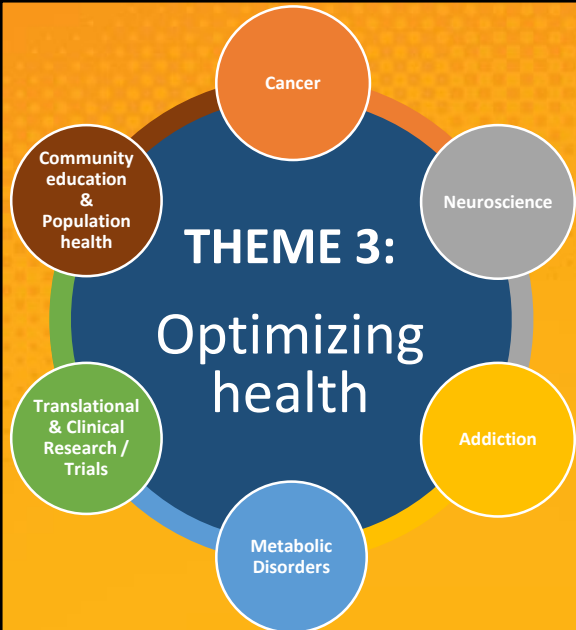 Cancer
Neuroscience
Addiction
Metabolic
Disorders
Translational
& Clinical
Research /
Trials
Community
education
&
Population
health
THEME 3:
Optimizing
health